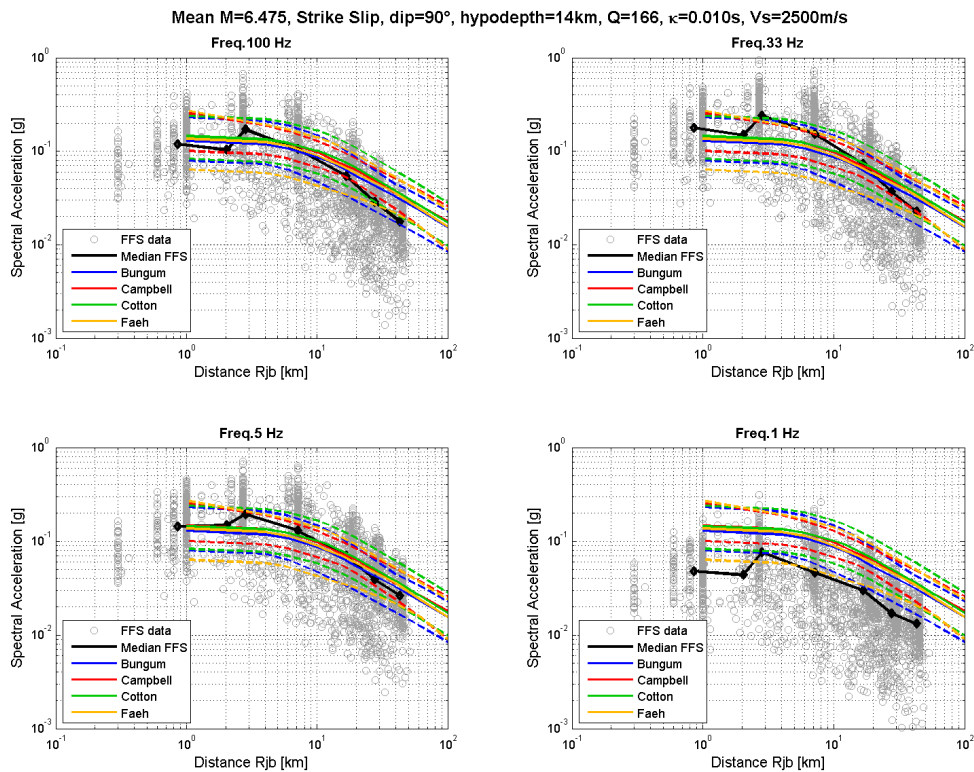 Mean M=6.475, Strike Slip, dip=90°, hypodepth=14km, Q=166, κ=0.010s, Vs=2500m/s
Freq.100 Hz
Spectral Acceleration [g]
10^0
10^-1
10^-2
10^-3
FFS data
Median FFS
Bungum
Campbell
Cotton
Faeh
10^-1
10^0
10^1
10^2
Distance Rjb [km]
Freq.33 Hz
Spectral Acceleration [g]
10^0
10^-1
10^-2
10^-3
FFS data
Median FFS
Bungum
Campbell
Cotton
Faeh
10^-1
10^0
10^1
10^2
Distance Rjb [km]
Freq.5 Hz
Spectral Acceleration [g]
10^0
10^-1
10^-2
10^-3
FFS data
Median FFS
Bungum
Campbell
Cotton
Faeh
10^-1
10^0
10^1
10^2
Distance Rjb [km]
Freq.1 Hz
Spectral Acceleration [g]
10^0
10^-1
10^-2
10^-3
FFS data
Median FFS
Bungum
Campbell
Cotton
Faeh
10^-1
10^0
10^1
10^2
Distance Rjb [km]